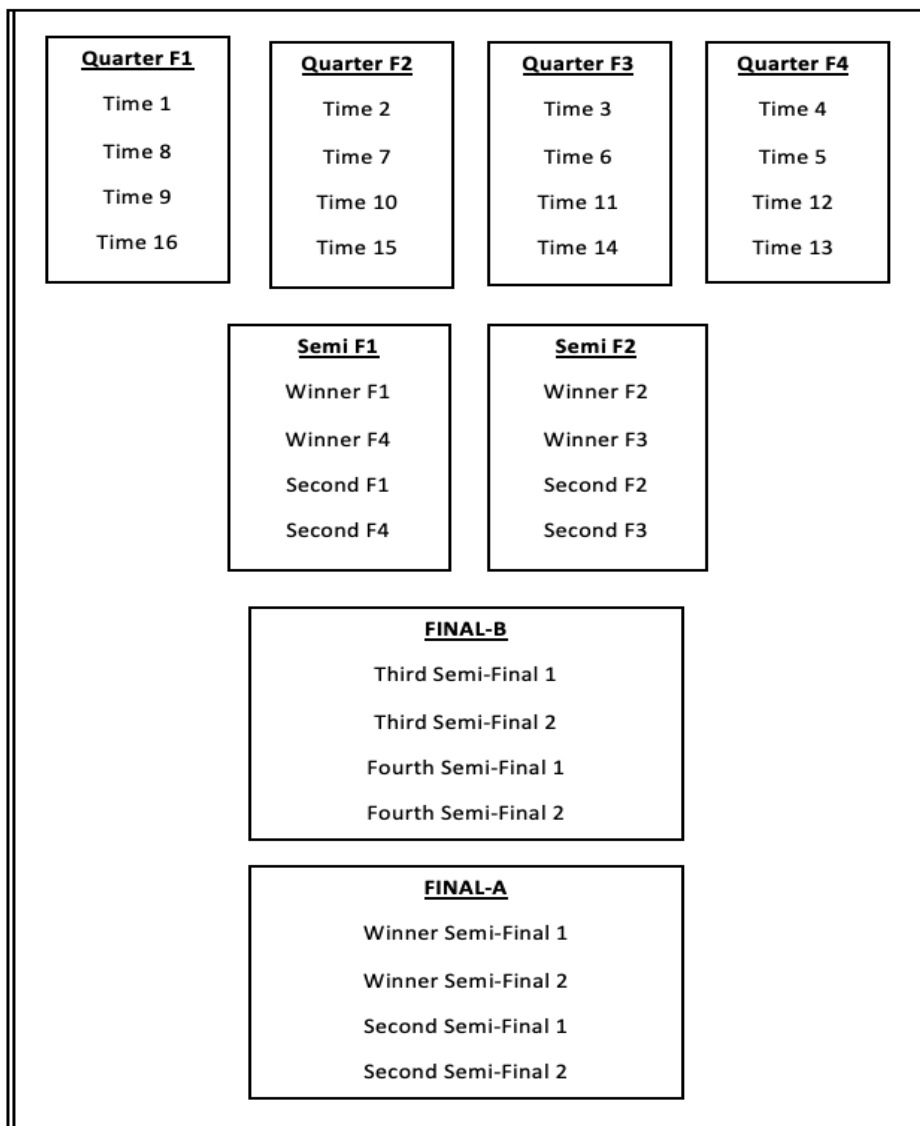 Quarter F1
Time 1
Time 8
Time 9
Time 16
Quarter F2
Time 2
Time 7
Time 10
Time 15
Quarter F3
Time 3
Time 6
Time 11
Time 14
Quarter F4
Time 4
Time 5
Time 12
Time 13
Semi F1
Winner F1
Winner F4
Second F1
Second F4
Semi F2
Winner F2
Winner F3
Second F2
Second F3
FINAL-B
Third Semi-Final 1
Third Semi-Final 2
Fourth Semi-Final 1
Fourth Semi-Final 2
FINAL-A
Winner Semi-Final 1
Winner Semi-Final 2
Second Semi-Final 1
Second Semi-Final 2